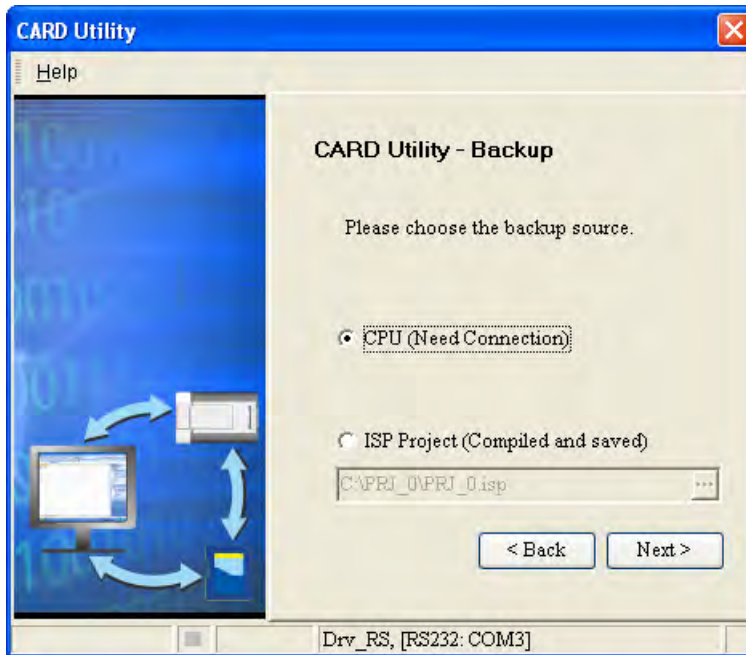 CARD Utility
Help
CARD Utility - Backup
Please choose the backup source.
CPU (Need Connection)
ISP Project (Compiled and saved)
C:\PRJ_0\PRJ_0.isp
...
< Back
Next >
Drv_RS, [RS232: COM3]